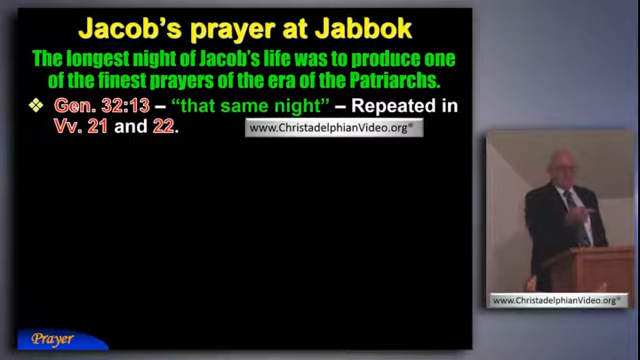 Jacob's prayer at Jabbok
The longest night of Jacob's life was to produce one
of the finest prayers of the era of the Patriarchs.
❖ Gen. 32:13 – “that same night” – Repeated in
Vv. 21 and 22.
www.ChristadelphianVideo.org®
www.ChristadelphianVideo.org®
Prayer